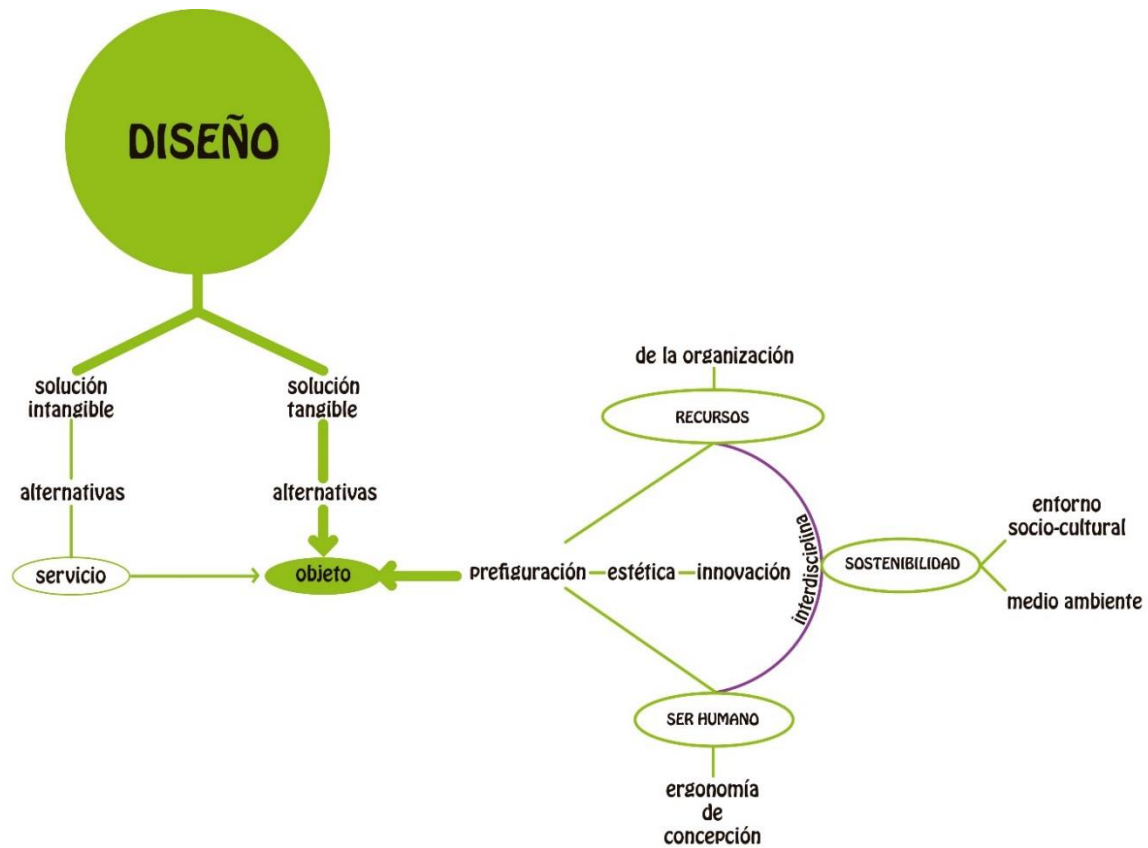 DISEÑO
solución
intangible
solución
tangible
alternativas
alternativas
servicio
objeto
prefiguración
estética
innovación
de la organización
RECURSOS
interdisciplina
SOSTENIBILIDAD
entorno
socio-cultural
medio ambiente
SER HUMANO
ergonomía
de
concepción